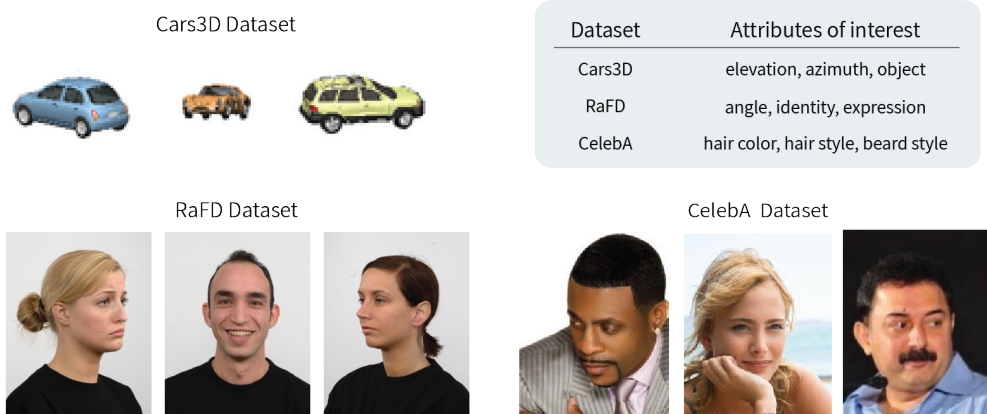 Cars3D Dataset
Dataset Attributes of interest
Cars3D elevation, azimuth, object
RaFD angle, identity, expression
CelebA hair color, hair style, beard style
RaFD Dataset
CelebA Dataset